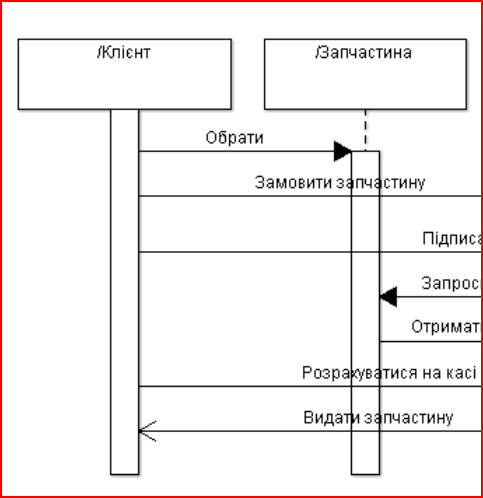 /Клієнт
/Запчастина
Обрати
Замовити запчастину
Підписа
Запрос
Отримат
Розрахуватися на касі
Видати запчастину